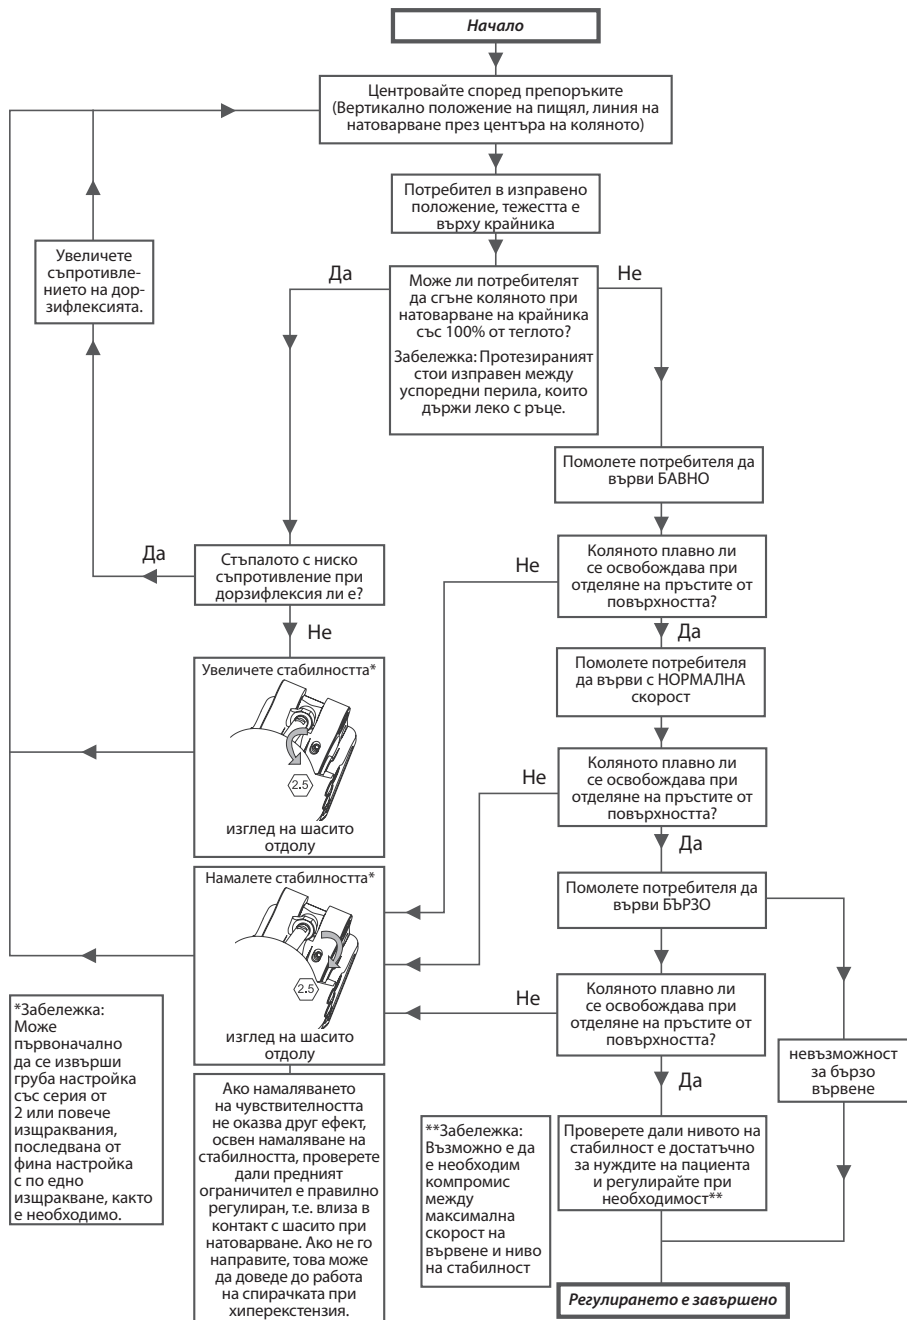 Начало
Центровайте според препоръките
(Вертикално положение на пищял, линия на
натоварване през центъра на коляното)
Потребител в изправено
положение, тежестта е
върху крайника
Увеличете
съпротивле-
нието на дор-
зифлексията.
Да
Може ли потребителят
да сгъне коляното при
натоварване на крайника
със 100% от теглото?
Забележка: Протезираният
стои изправен между
успоредни перила, които
държи леко с ръце.
Не
Помолете потребителя да
върви БАВНО
Да
Стъпалото с ниско
съпротивление при
дорзифлексия ли е?
Не
Коляното плавно ли
се освобождава при
отделяне на пръстите от
повърхността?
Не
Да
Увеличете стабилността*
2.5
изглед на шасито
отдолу
Помолете потребителя
да върви с НОРМАЛНА
скорост
Не
Коляното плавно ли
се освобождава при
отделяне на пръстите от
повърхността?
Да
Намалете стабилността*
2.5
изглед на шасито
отдолу
Помолете потребителя да
върви БЪРЗО
Не
Коляното плавно ли
се освобождава при
отделяне на пръстите от
повърхността?
Да
невъзможност
за бързо
вървене
*Забележка:
Може
първоначално
да се извърши
груба настройка
със серия от
2 или повече
изщраквания,
последвана от
фина настройка
с по едно
изщракване, както
е необходимо.
Ако намаляването
на чувствителността
не оказва друг ефект,
освен намаляване на
стабилността, проверете
дали предният
ограничител е правилно
регулиран, т.е. влиза в
контакт с шасито при
натоварване. Ако не го
направите, това може
да доведе до работа
на спирачката при
хиперекстензия.
**Забележка:
Възможно е да
е необходим
компромис
между
максимална
скорост на
вървене и ниво
на стабилност
Проверете дали нивото на
стабилност е достатъчно
за нуждите на пациента
и регулирайте при
необходимост**
Регулирането е завършено